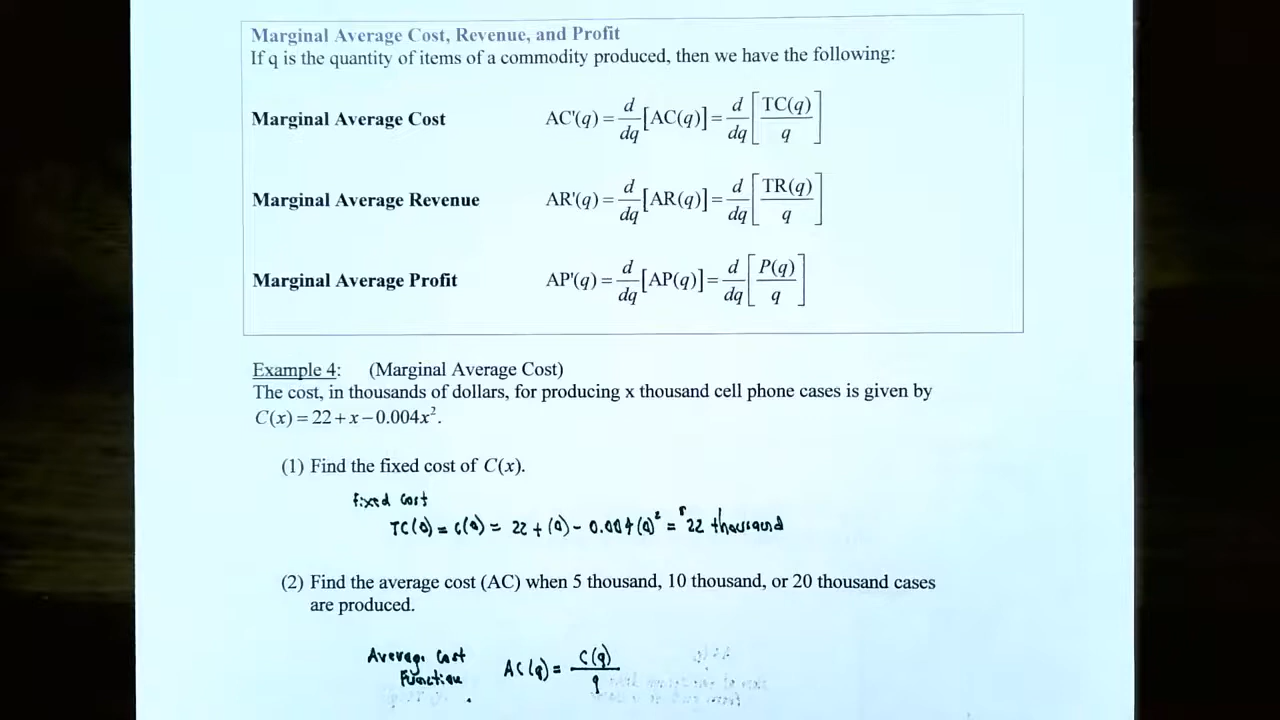 Marginal Average Cost, Revenue, and Profit
If q is the quantity of items of a commodity produced, then we have the following:
Marginal Average Cost AC'(q) = d/dq [AC(q)] = d/dq [TC(q)/q]
Marginal Average Revenue AR'(q) = d/dq [AR(q)] = d/dq [TR(q)/q]
Marginal Average Profit AP'(q) = d/dq [AP(q)] = d/dq [P(q)/q]
Example 4: (Marginal Average Cost)
The cost, in thousands of dollars, for producing x thousand cell phone cases is given by
C(x) = 22 + x − 0.004x².
(1) Find the fixed cost of C(x).
fixed cost
TC(0) = C(0) = 22 + (0) − 0.004(0)² = $22 thousand
(2) Find the average cost (AC) when 5 thousand, 10 thousand, or 20 thousand cases
are produced.
Average Cost
Function AC(q) = C(q)/q